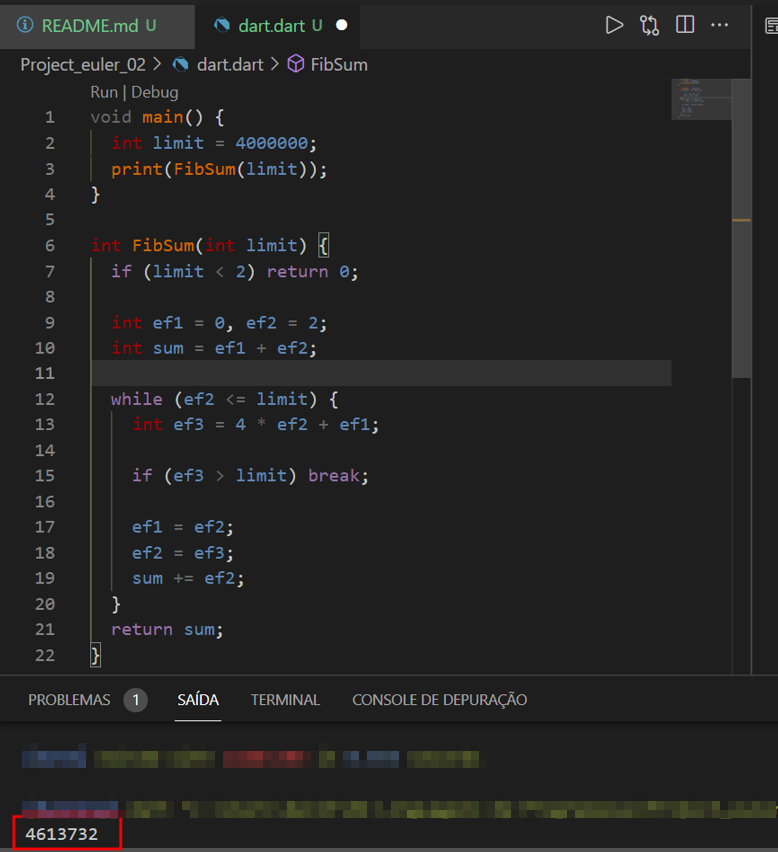 README.md U dart.dart U
Project_euler_02 > dart.dart > FibSum
Run | Debug
1 void main() {
2 int limit = 4000000;
3 print(FibSum(limit));
4 }
5
6 int FibSum(int limit) {
7 if (limit < 2) return 0;
8
9 int ef1 = 0, ef2 = 2;
10 int sum = ef1 + ef2;
11
12 while (ef2 <= limit) {
13 int ef3 = 4 * ef2 + ef1;
14
15 if (ef3 > limit) break;
16
17 ef1 = ef2;
18 ef2 = ef3;
19 sum += ef2;
20 }
21 return sum;
22 }
PROBLEMAS 1 SAÍDA TERMINAL CONSOLE DE DEPURAÇÃO
4613732